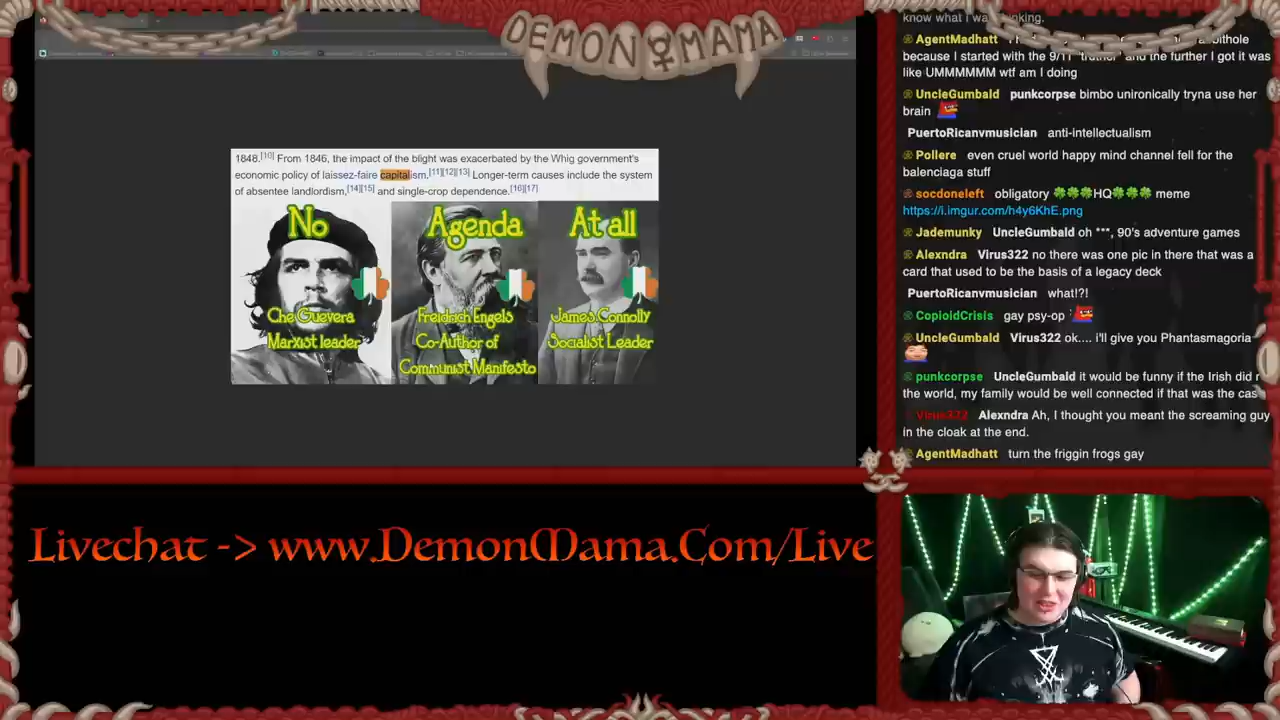 DEMON MAMA
1848.[10] From 1846, the impact of the blight was exacerbated by the Whig government's
economic policy of laissez-faire capitalism.[11][12][13] Longer-term causes include the system
of absentee landlordism,[14][15] and single-crop dependence.[16][17]
No
Agenda
At all
Che Guevera
Marxist leader
Freidrich Engels
Co-Author of
Communist Manifesto
James Connolly
Socialist Leader
Livechat -> www.DemonMama.Com/Live
know what I was thinking.
AgentMadhatt
because I started with the 9/11 "truther" and the further I got it was
like UMMMMMM wtf am I doing
UncleGumbald punkcorpse bimbo unironically tryna use her
brain
PuertoRicanvmusician anti-intellectualism
Pollere even cruel world happy mind channel fell for the
balenciaga stuff
socdoneleft obligatory 🍀🍀🍀HQ🍀🍀🍀 meme
https://i.imgur.com/h4y6KhE.png
Jademunky UncleGumbald oh ***, 90's adventure games
Alexndra Virus322 no there was one pic in there that was a
card that used to be the basis of a legacy deck
PuertoRicanvmusician what!?!
CopioidCrisis gay psy-op
UncleGumbald Virus322 ok.... i'll give you Phantasmagoria
punkcorpse UncleGumbald it would be funny if the Irish did r
the world, my family would be well connected if that was the cas
Virus322 Alexndra Ah, I thought you meant the screaming guy
in the cloak at the end.
AgentMadhatt turn the friggin frogs gay